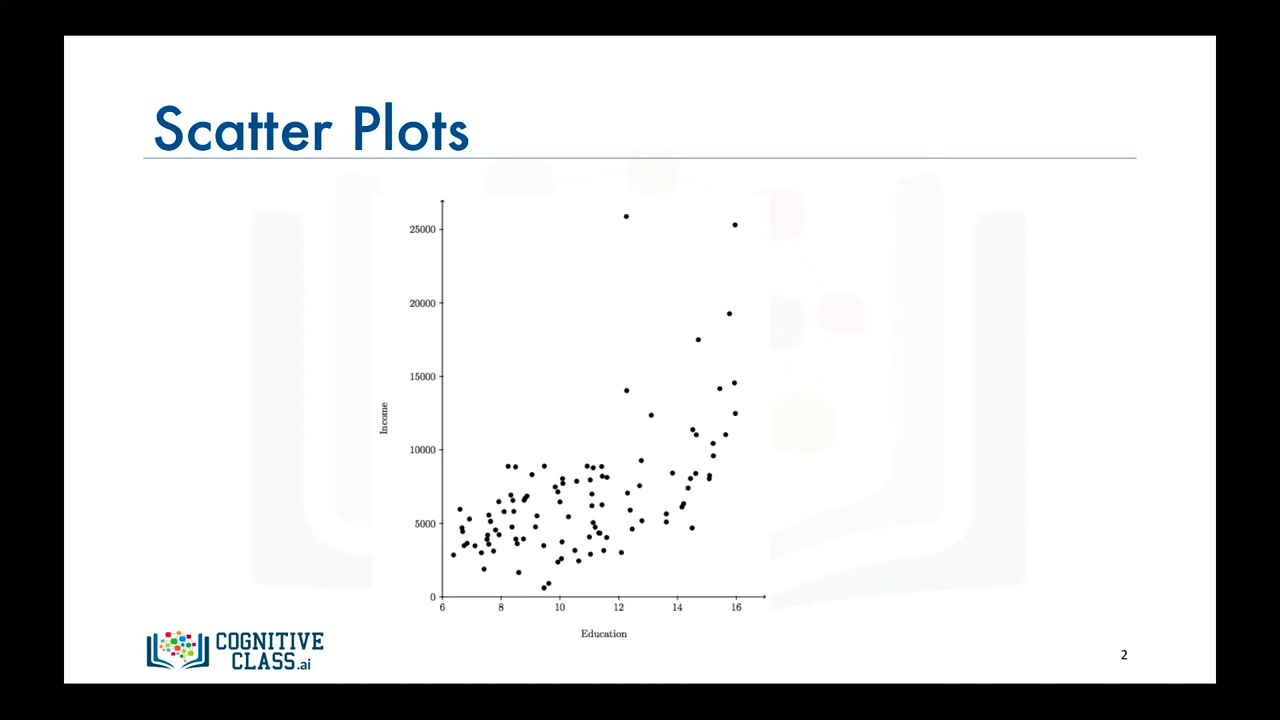 Scatter Plots
25000
20000
15000
10000
5000
0
Income
6 8 10 12 14 16
Education
COGNITIVE
CLASS.ai
2